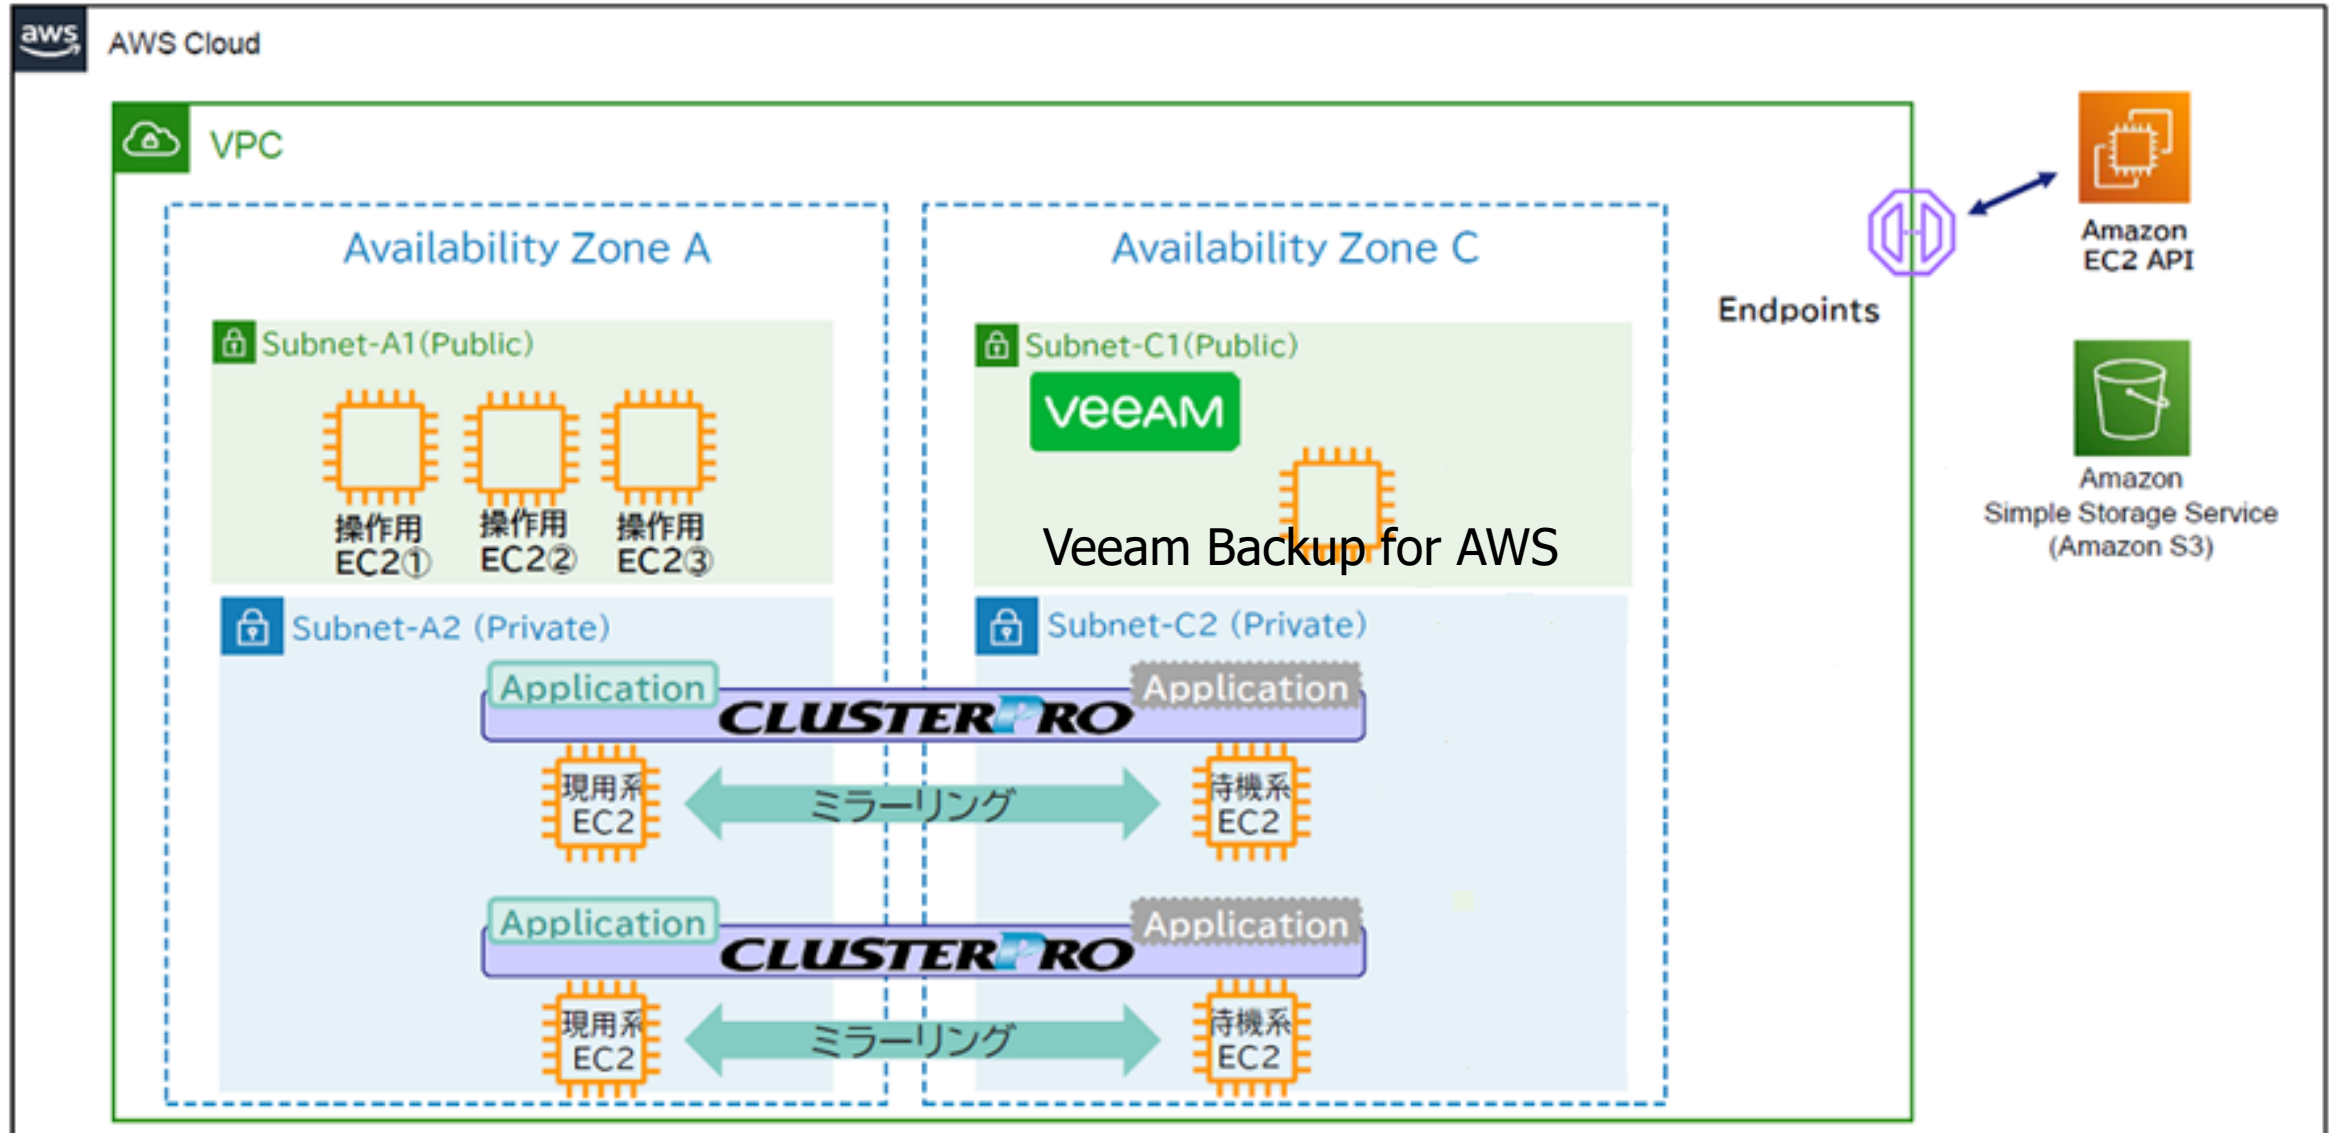 aws
AWS Cloud
VPC
Availability Zone A
Availability Zone C
Subnet-A1(Public)
操作用
EC2①
操作用
EC2②
操作用
EC2③
Subnet-C1(Public)
veeam
Veeam Backup for AWS
Endpoints
Amazon
EC2 API
Amazon
Simple Storage Service
(Amazon S3)
Subnet-A2 (Private)
Subnet-C2 (Private)
Application
CLUSTERPRO
Application
現用系
EC2
ミラーリング
待機系
EC2
Application
CLUSTERPRO
Application
現用系
EC2
ミラーリング
待機系
EC2